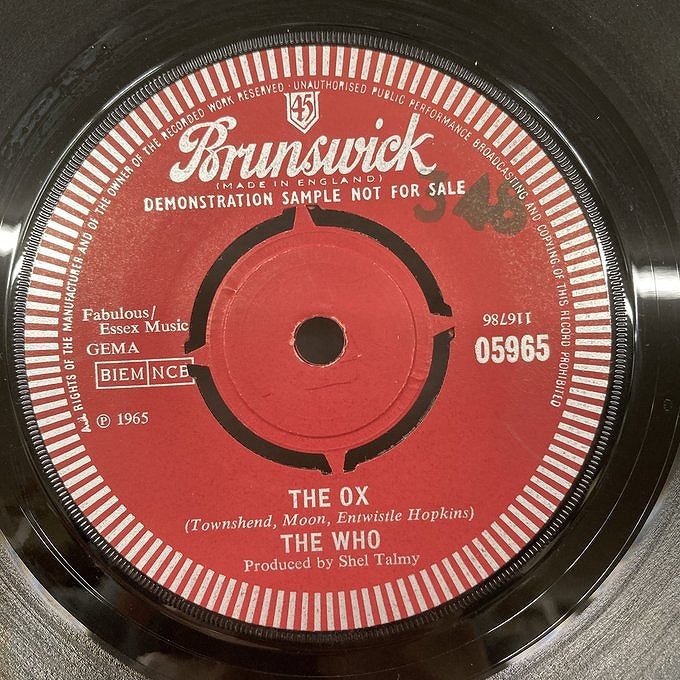 ALL RIGHTS OF THE MANUFACTURER AND OF THE OWNER OF THE RECORDED WORK RESERVED · UNAUTHORISED PUBLIC PERFORMANCE BROADCASTING AND COPYING OF THIS RECORD PROHIBITED
45
Brunswick
(MADE IN ENGLAND)
DEMONSTRATION SAMPLE NOT FOR SALE
348
Fabulous/
Essex Music
GEMA
BIEM NCB
℗ 1965
116786
05965
THE OX
(Townshend, Moon, Entwistle Hopkins)
THE WHO
Produced by Shel Talmy